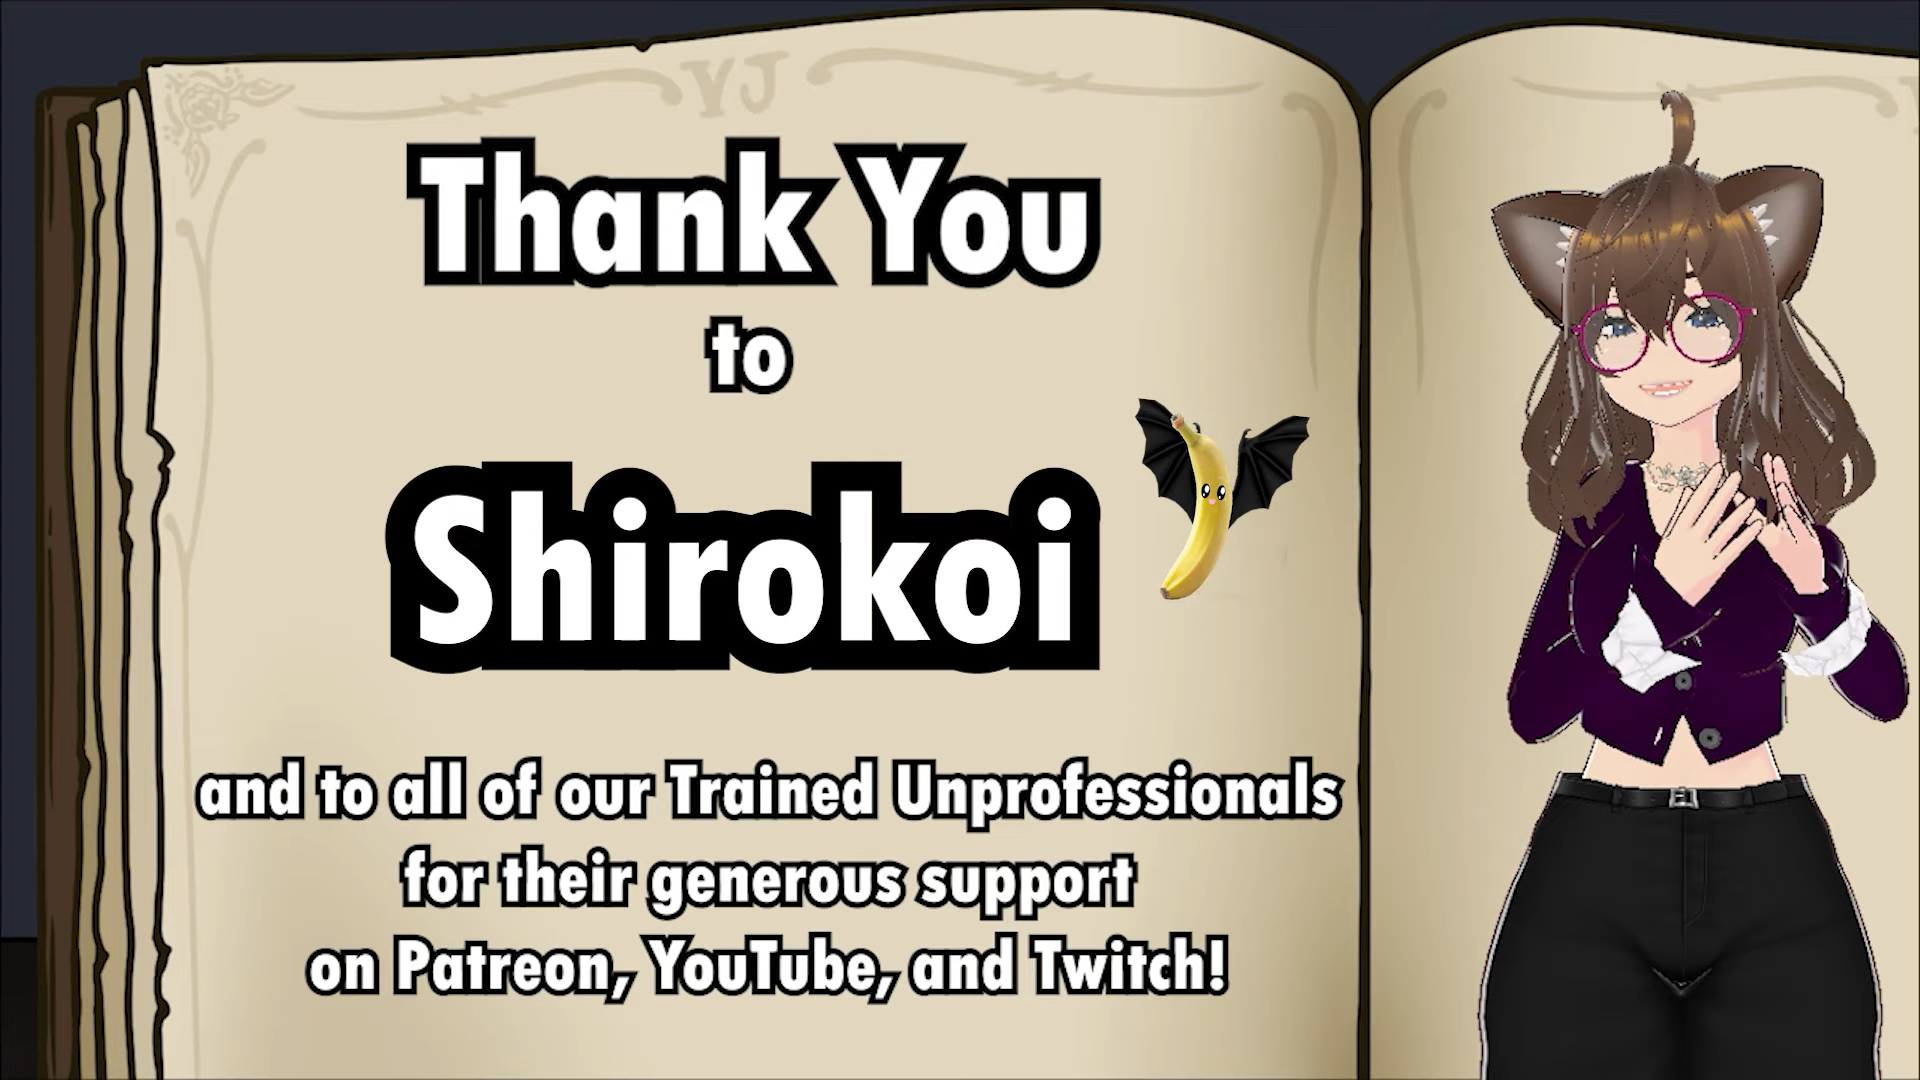 VJ
Thank You
to
Shirokoi
and to all of our Trained Unprofessionals
for their generous support
on Patreon, YouTube, and Twitch!